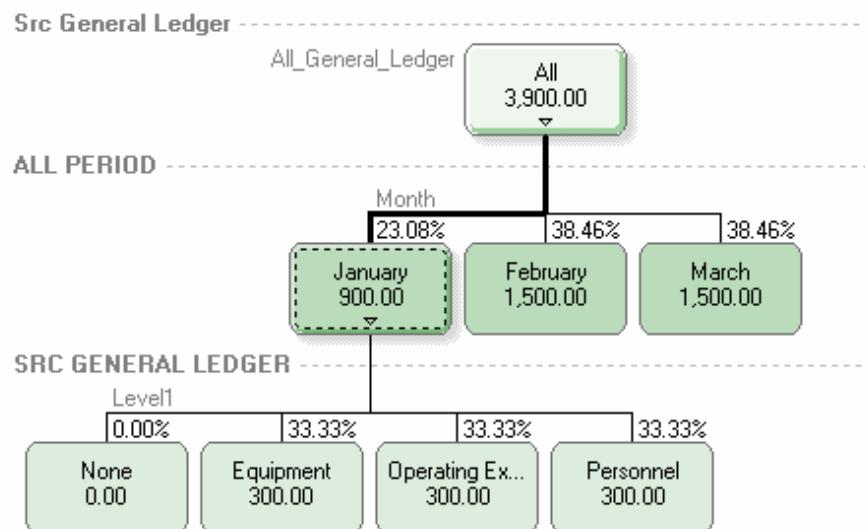 Src General Ledger
All_General_Ledger
All
3,900.00
ALL PERIOD
Month
23.08% 38.46% 38.46%
January February March
900.00 1,500.00 1,500.00
SRC GENERAL LEDGER
Level1
0.00% 33.33% 33.33% 33.33%
None Equipment Operating Ex... Personnel
0.00 300.00 300.00 300.00